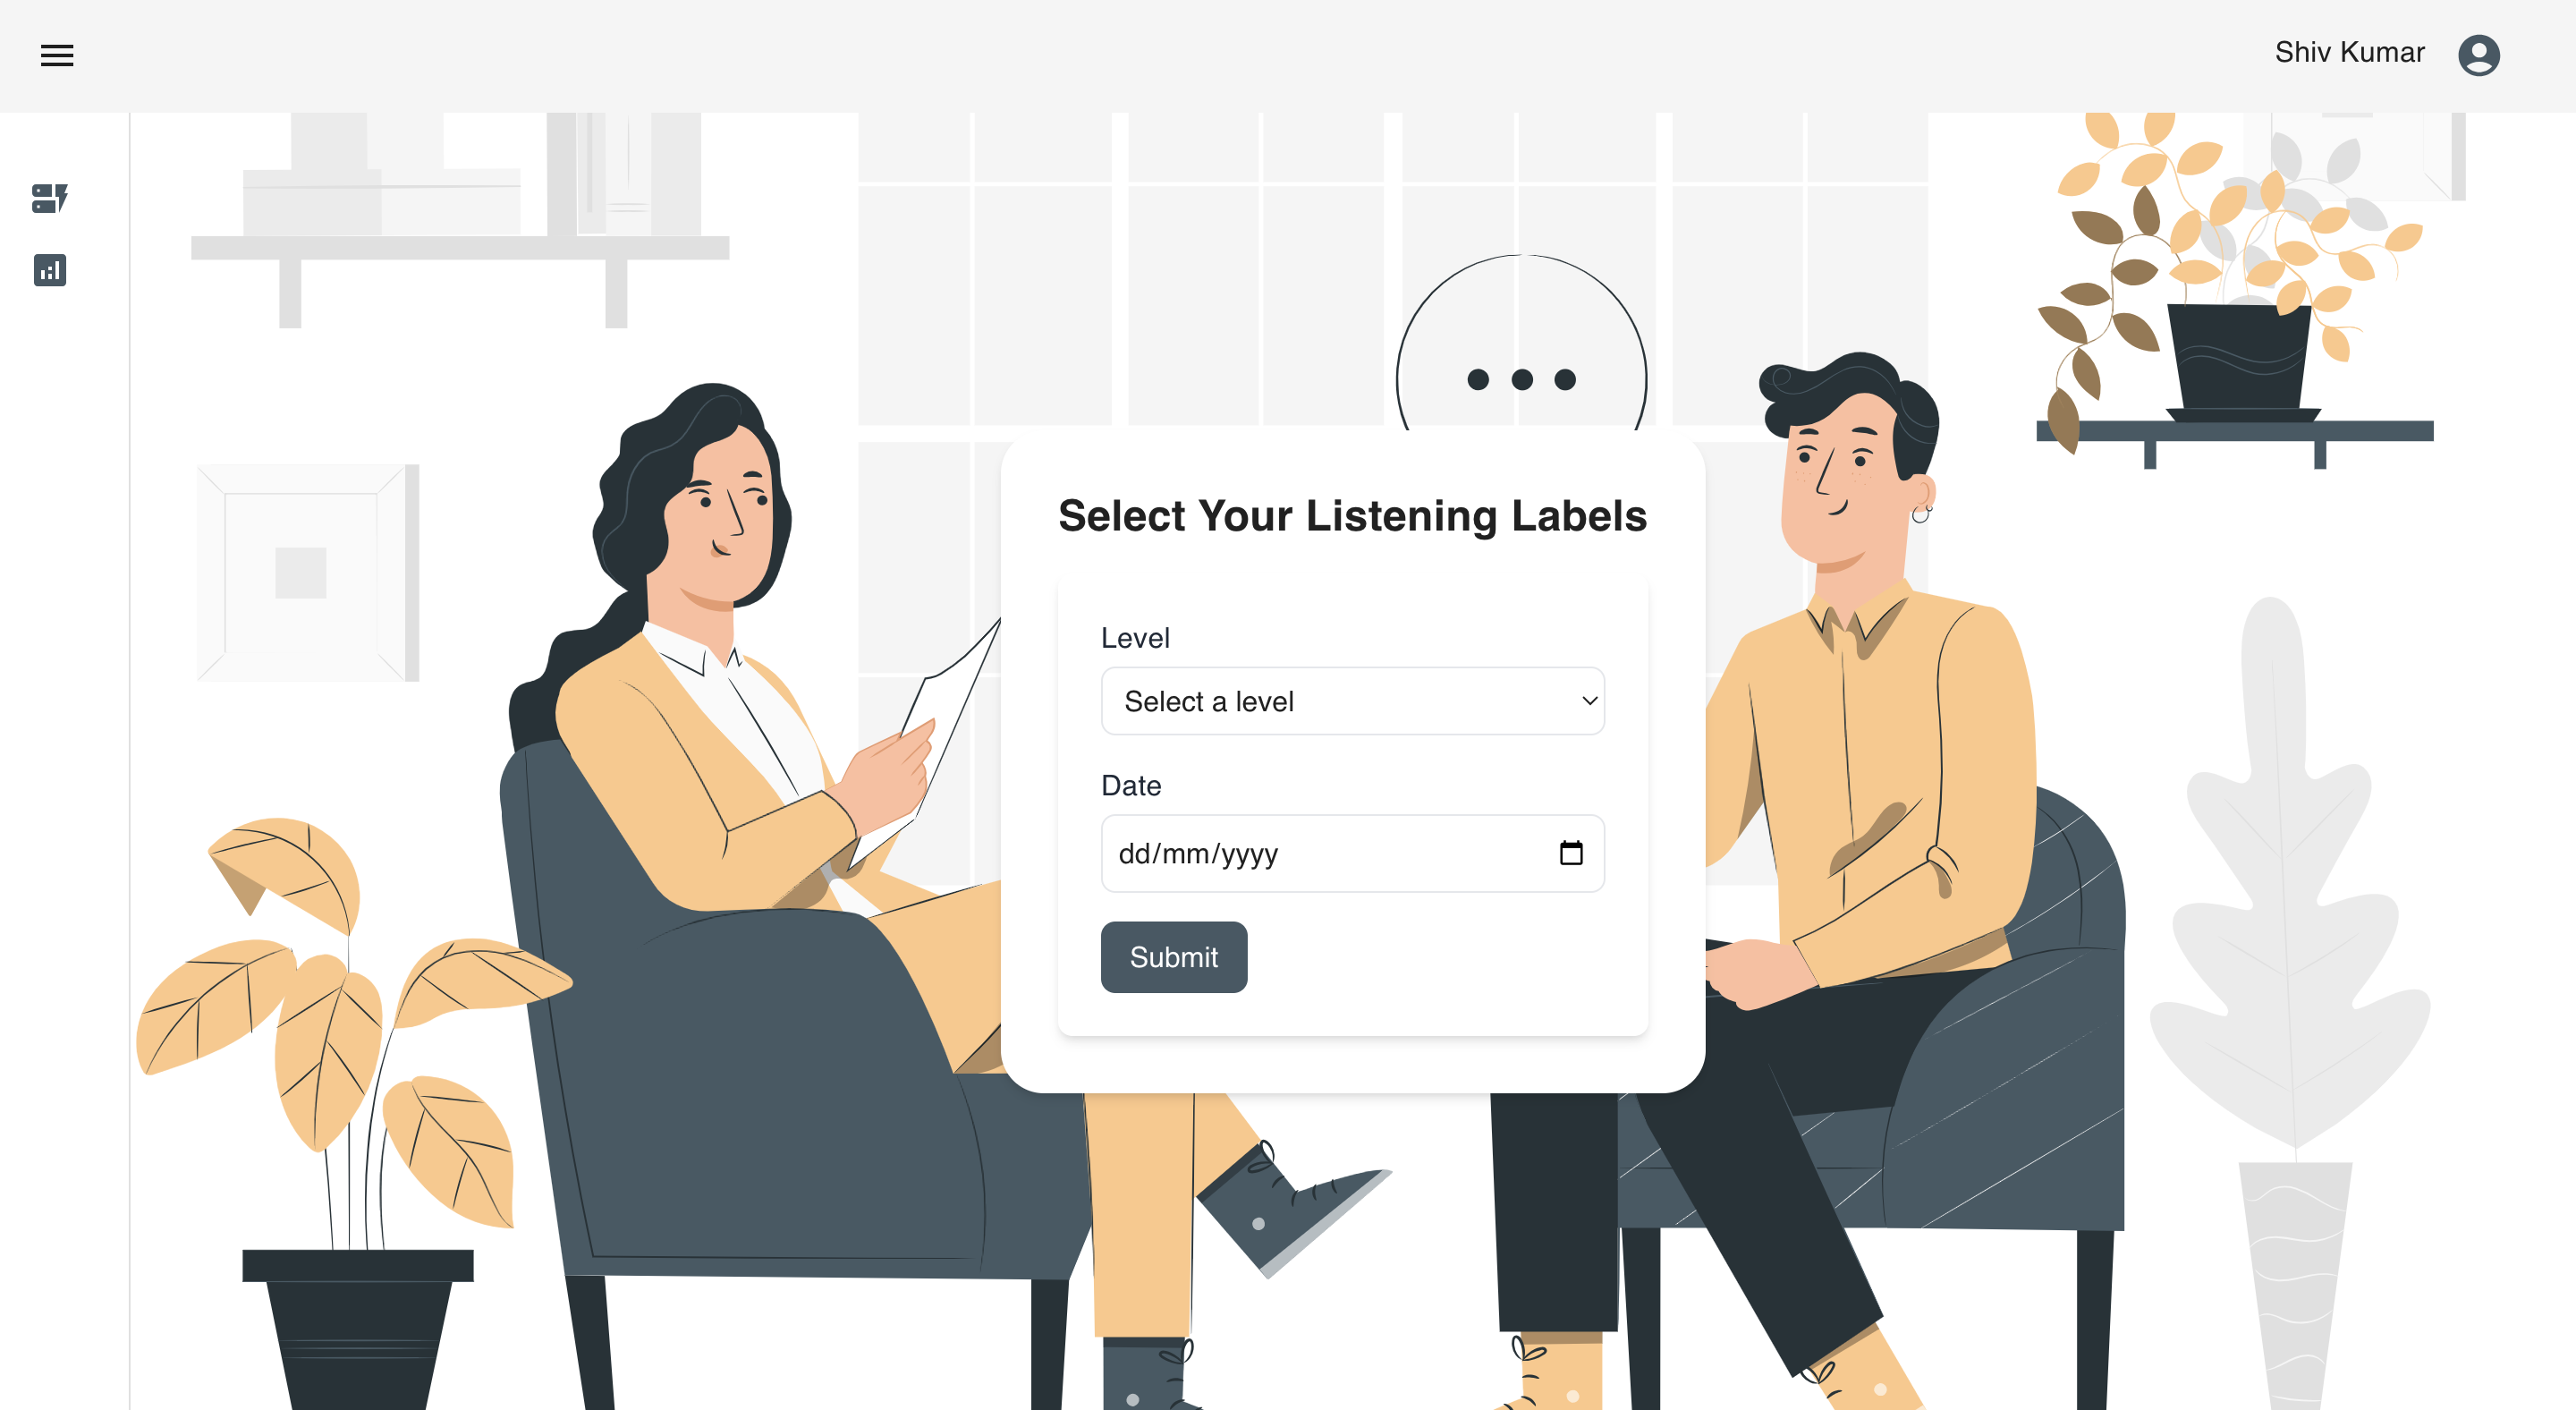 Shiv Kumar
Select Your Listening Labels
Level
Select a level
Date
dd/mm/yyyy
Submit